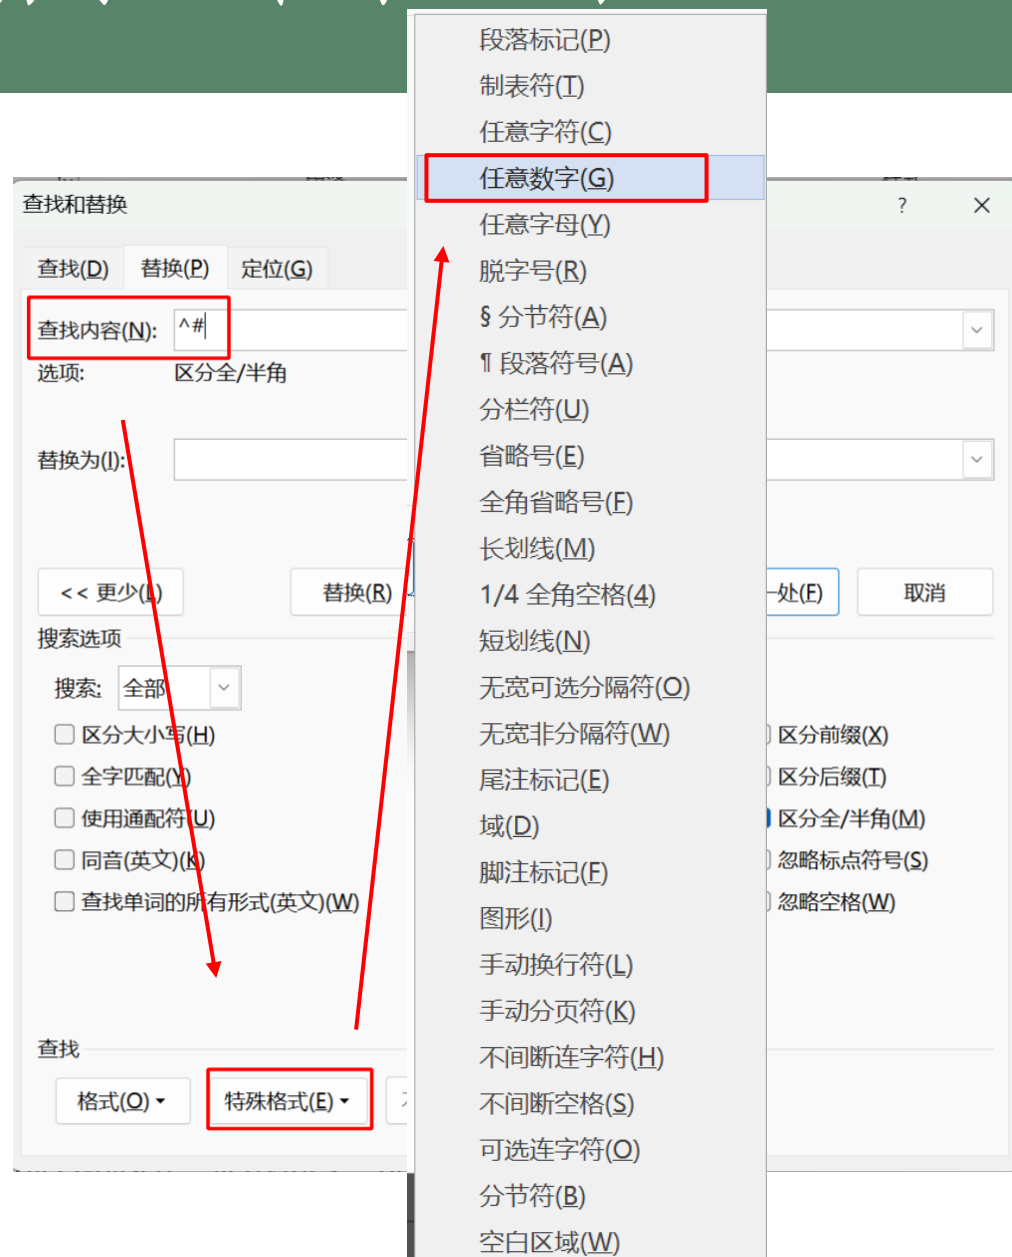 查找和替换
?
查找(D) 替换(P) 定位(G)
查找内容(N): ^#
选项: 区分全/半角
替换为(I):
<< 更少(L) 替换(R)
一处(F) 取消
搜索选项
搜索: 全部
区分大小写(H)
全字匹配(Y)
使用通配符(U)
同音(英文)(K)
查找单词的所有形式(英文)(W)
区分前缀(X)
区分后缀(T)
区分全/半角(M)
忽略标点符号(S)
忽略空格(W)
查找
格式(O) 特殊格式(E)
段落标记(P)
制表符(T)
任意字符(C)
任意数字(G)
任意字母(Y)
脱字号(R)
§ 分节符(A)
¶ 段落符号(A)
分栏符(U)
省略号(E)
全角省略号(F)
长划线(M)
1/4 全角空格(4)
短划线(N)
无宽可选分隔符(O)
无宽非分隔符(W)
尾注标记(E)
域(D)
脚注标记(F)
图形(I)
手动换行符(L)
手动分页符(K)
不间断连字符(H)
不间断空格(S)
可选连字符(O)
分节符(B)
空白区域(W)